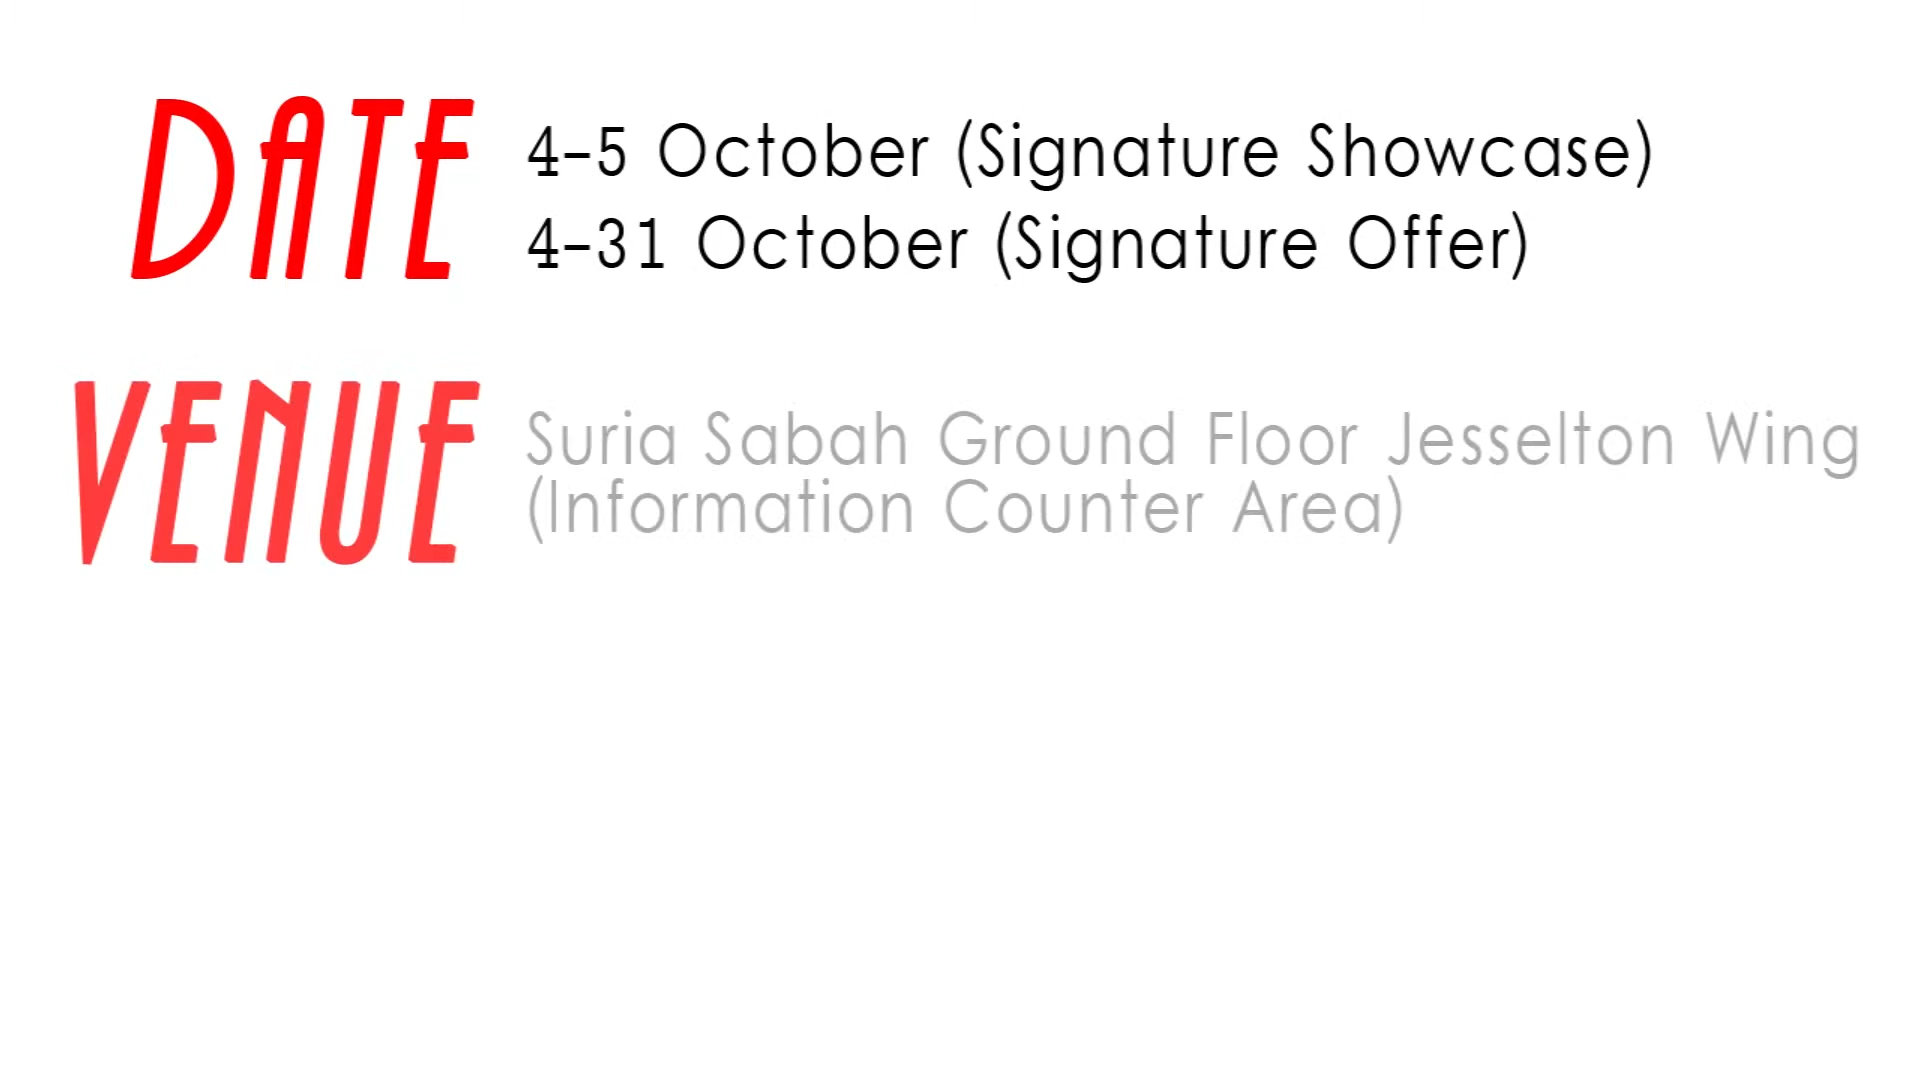 DATE
4-5 October (Signature Showcase)
4-31 October (Signature Offer)
VENUE
Suria Sabah Ground Floor Jesselton Wing
(Information Counter Area)